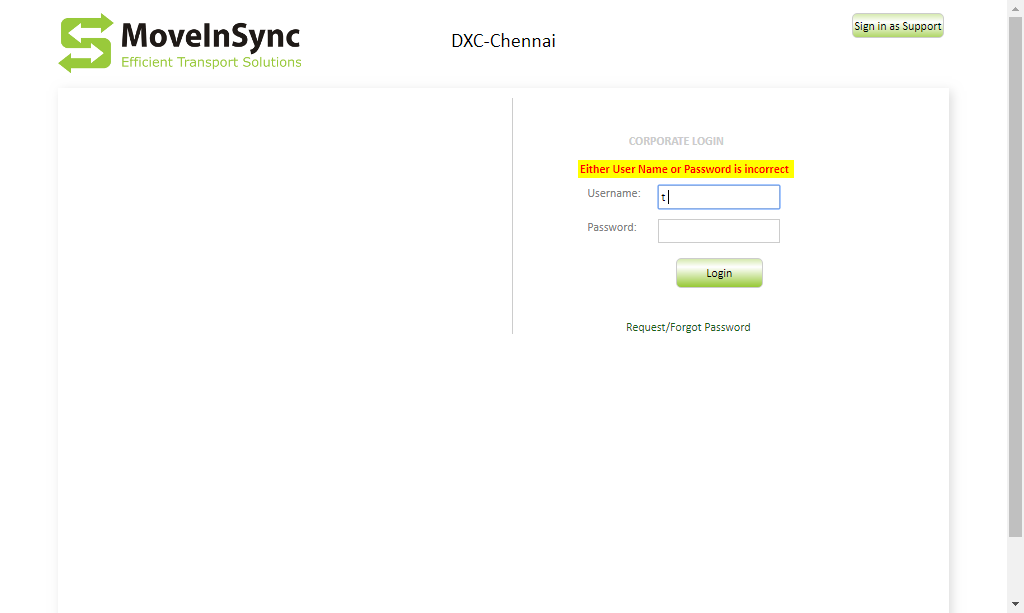 MoveInSync
Efficient Transport Solutions
DXC-Chennai
Sign in as Support
CORPORATE LOGIN
Either User Name or Password is incorrect
Username:
t
Password:
Login
Request/Forgot Password